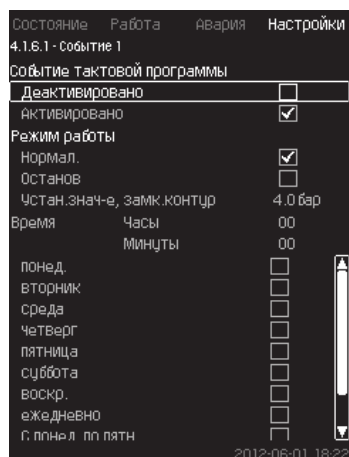 Состояние Работа Авария Настройки
4.1.6.1 - Событие 1
Событие тактовой программы
Деактивировано
Активировано
Режим работы
Нормал.
Останов
Устан.знач-е, замк.контур 4.0 бар
Время Часы 00
Минуты 00
понед.
вторник
среда
четверг
пятница
суббота
воскр.
ежедневно
С понед. по пятн
2012-06-01 18:22